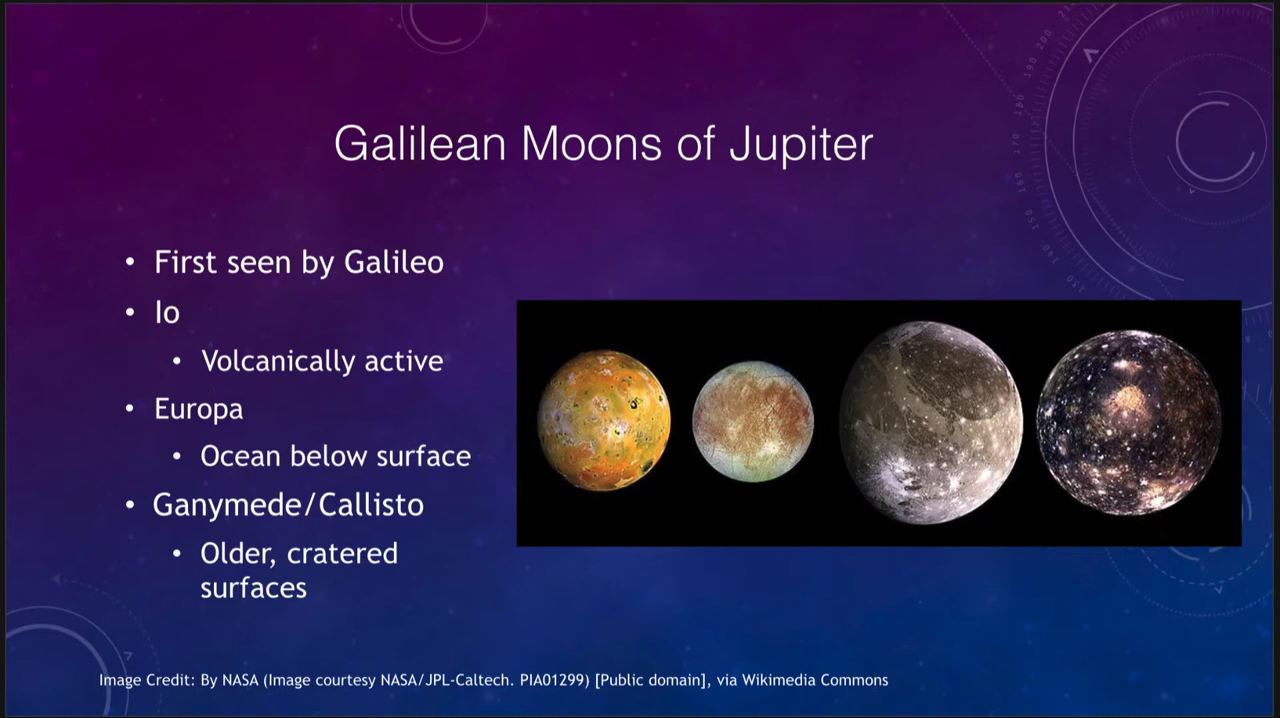 Galilean Moons of Jupiter
• First seen by Galileo
• Io
• Volcanically active
• Europa
• Ocean below surface
• Ganymede/Callisto
• Older, cratered
surfaces
Image Credit: By NASA (Image courtesy NASA/JPL-Caltech. PIA01299) [Public domain], via Wikimedia Commons